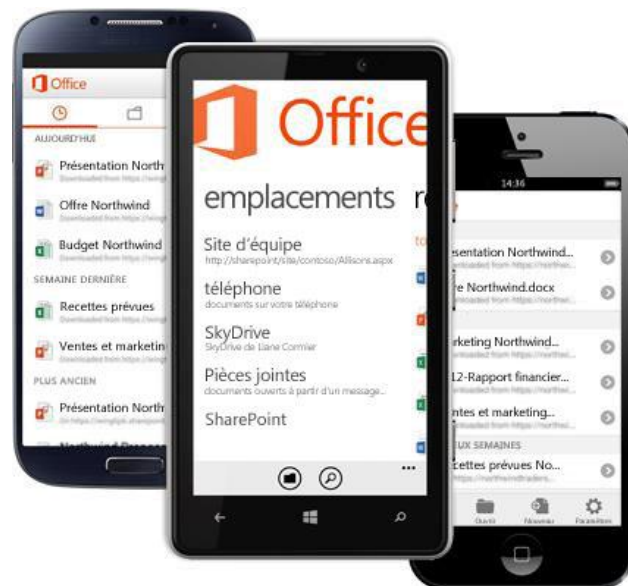 Office
AUJOURD'HUI
Présentation North
Offre Northwind
Budget Northwind
SEMAINE DERNIÈRE
Recettes prévues
Ventes et marketin
PLUS ANCIEN
Présentation North
Office
emplacements
Site d'équipe
http://sharepoint/site/contoso/Allisons.aspx
téléphone
documents sur votre téléphone
SkyDrive
SkyDrive de Liane Cormier
Pièces jointes
documents ouverts à partir d'un message...
SharePoint
...
14:36
ésentation Northwind...
re Northwind.docx
rketing Northwind...
12-Rapport financier...
ntes et marketing...
UX SEMAINES
cettes prévues No...
Ouvrir
Nouveau
Paramètres